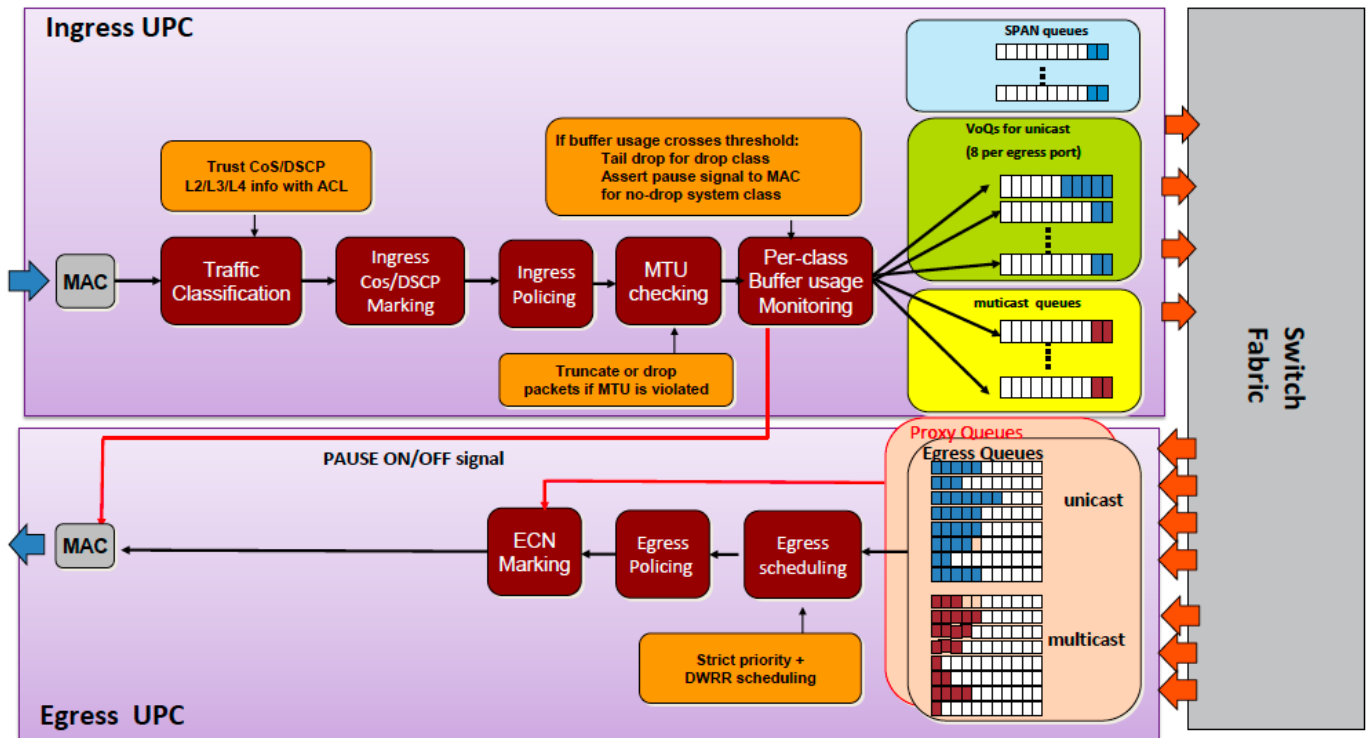 Ingress UPC
SPAN queues
VoQs for unicast
(8 per egress port)
If buffer usage crosses threshold:
Tail drop for drop class
Assert pause signal to MAC
for no-drop system class
Trust CoS/DSCP
L2/L3/L4 info with ACL
MAC
Traffic
Classification
Ingress
Cos/DSCP
Marking
Ingress
Policing
MTU
checking
Per-class
Buffer usage
Monitoring
muticast queues
Truncate or drop
packets if MTU is violated
Switch
Fabric
Proxy Queues
Egress Queues
unicast
multicast
PAUSE ON/OFF signal
MAC
ECN
Marking
Egress
Policing
Egress
scheduling
Strict priority +
DWRR scheduling
Egress UPC